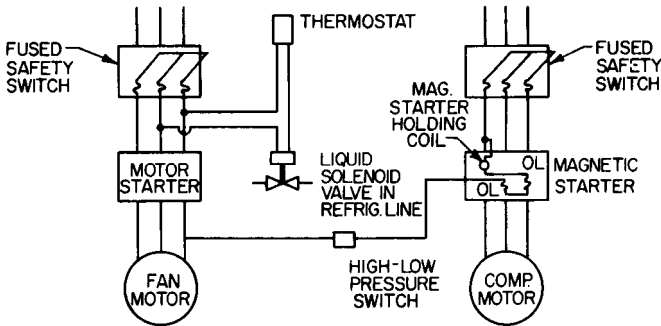 THERMOSTAT
FUSED
SAFETY
SWITCH
FUSED
SAFETY
SWITCH
MAG.
STARTER
HOLDING
COIL
MOTOR
STARTER
LIQUID
SOLENOID
VALVE IN
REFRIG. LINE
OL
OL
MAGNETIC
STARTER
FAN
MOTOR
HIGH-LOW
PRESSURE
SWITCH
COMP.
MOTOR